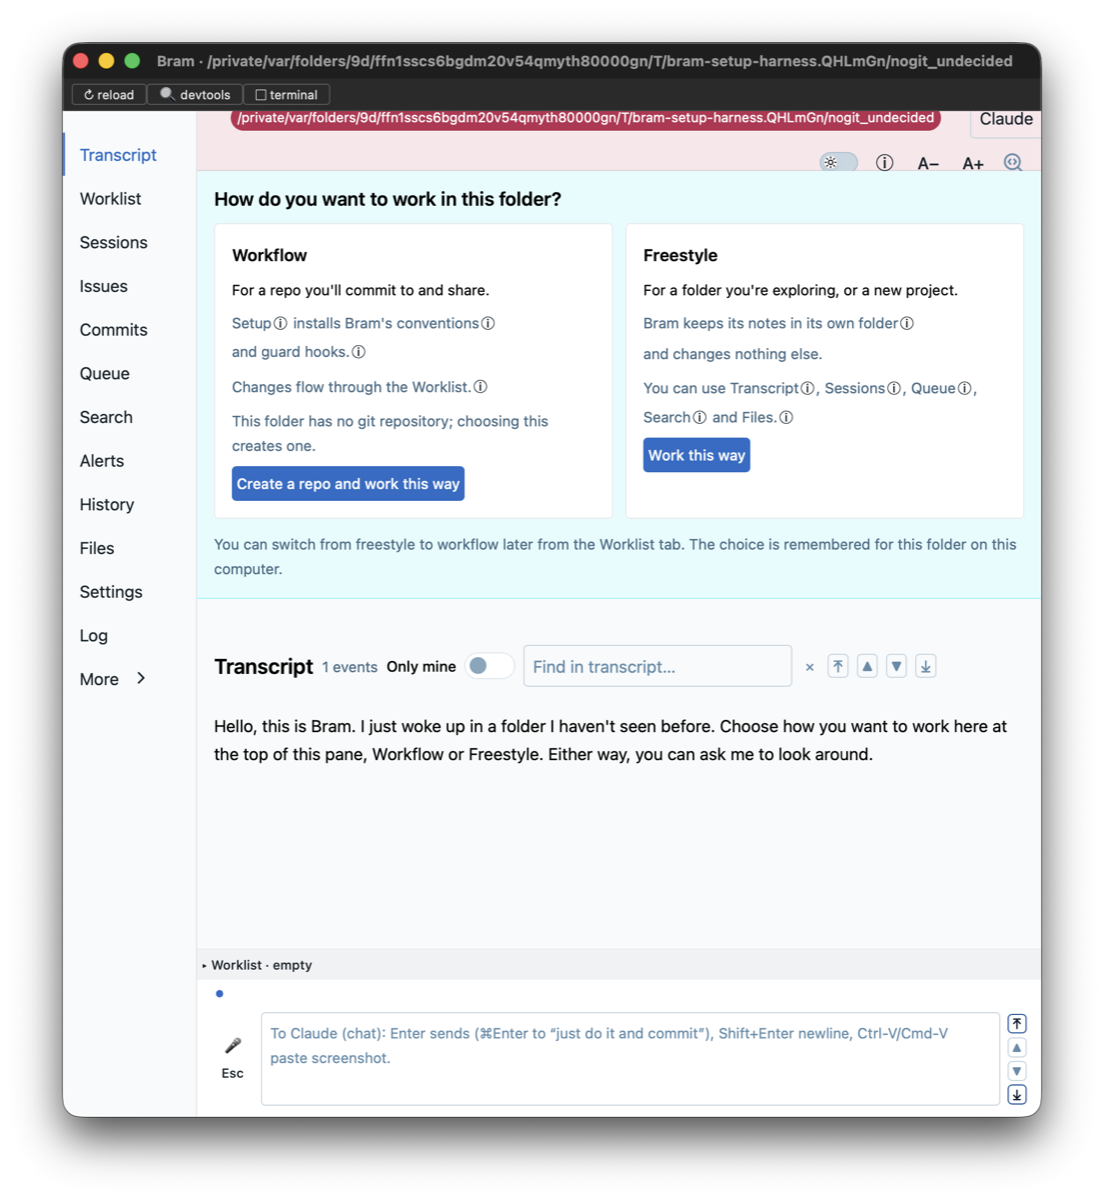 Bram · /private/var/folders/9d/ffn1sscs6bgdm20v54qmyth80000gn/T/bram-setup-harness.QHLmGn/nogit_undecided
reload
devtools
terminal
/private/var/folders/9d/ffn1sscs6bgdm20v54qmyth80000gn/T/bram-setup-harness.QHLmGn/nogit_undecided
Claude
A− A+
Transcript
Worklist
Sessions
Issues
Commits
Queue
Search
Alerts
History
Files
Settings
Log
More
How do you want to work in this folder?
Workflow
For a repo you'll commit to and share.
Setupⓘ installs Bram's conventionsⓘ
and guard hooks.ⓘ
Changes flow through the Worklist.ⓘ
This folder has no git repository; choosing this
creates one.
Create a repo and work this way
Freestyle
For a folder you're exploring, or a new project.
Bram keeps its notes in its own folderⓘ
and changes nothing else.
You can use Transcriptⓘ, Sessionsⓘ, Queueⓘ,
Searchⓘ and Files.ⓘ
Work this way
You can switch from freestyle to workflow later from the Worklist tab. The choice is remembered for this folder on this
computer.
Transcript 1 events Only mine Find in transcript... ×
Hello, this is Bram. I just woke up in a folder I haven't seen before. Choose how you want to work here at
the top of this pane, Workflow or Freestyle. Either way, you can ask me to look around.
Worklist · empty
Esc
To Claude (chat): Enter sends (⌘Enter to “just do it and commit”), Shift+Enter newline, Ctrl-V/Cmd-V
paste screenshot.